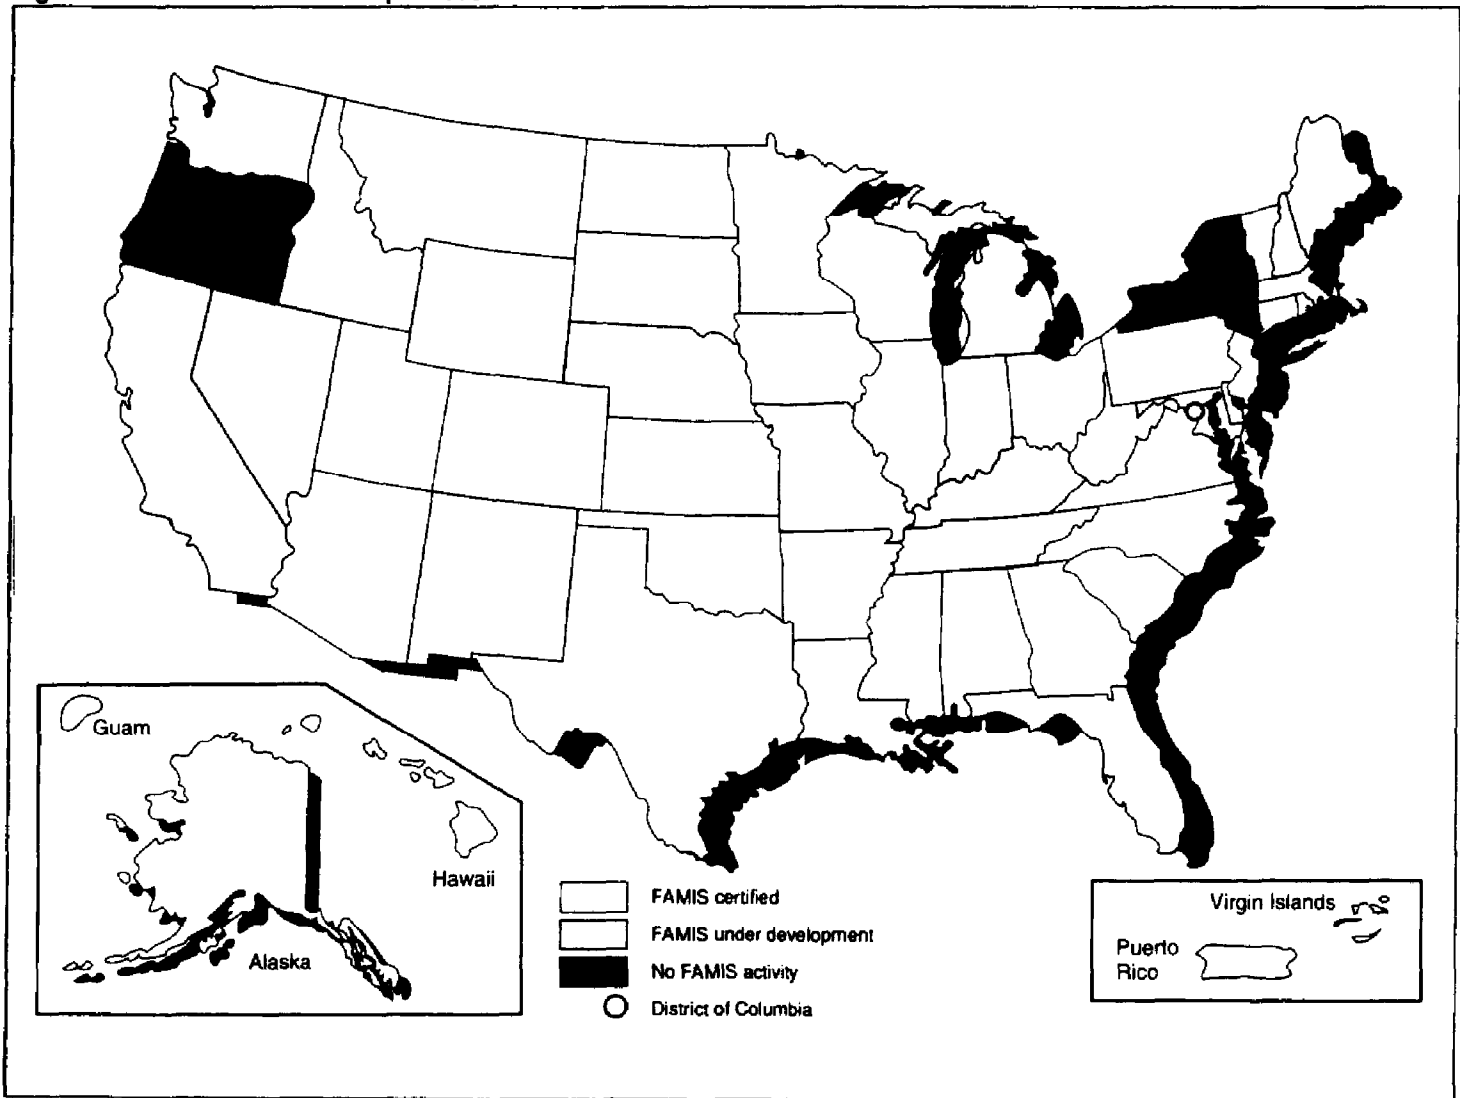 Guam
Hawaii
Alaska
FAMIS certified
FAMIS under development
No FAMIS activity
District of Columbia
Virgin Islands
Puerto
Rico